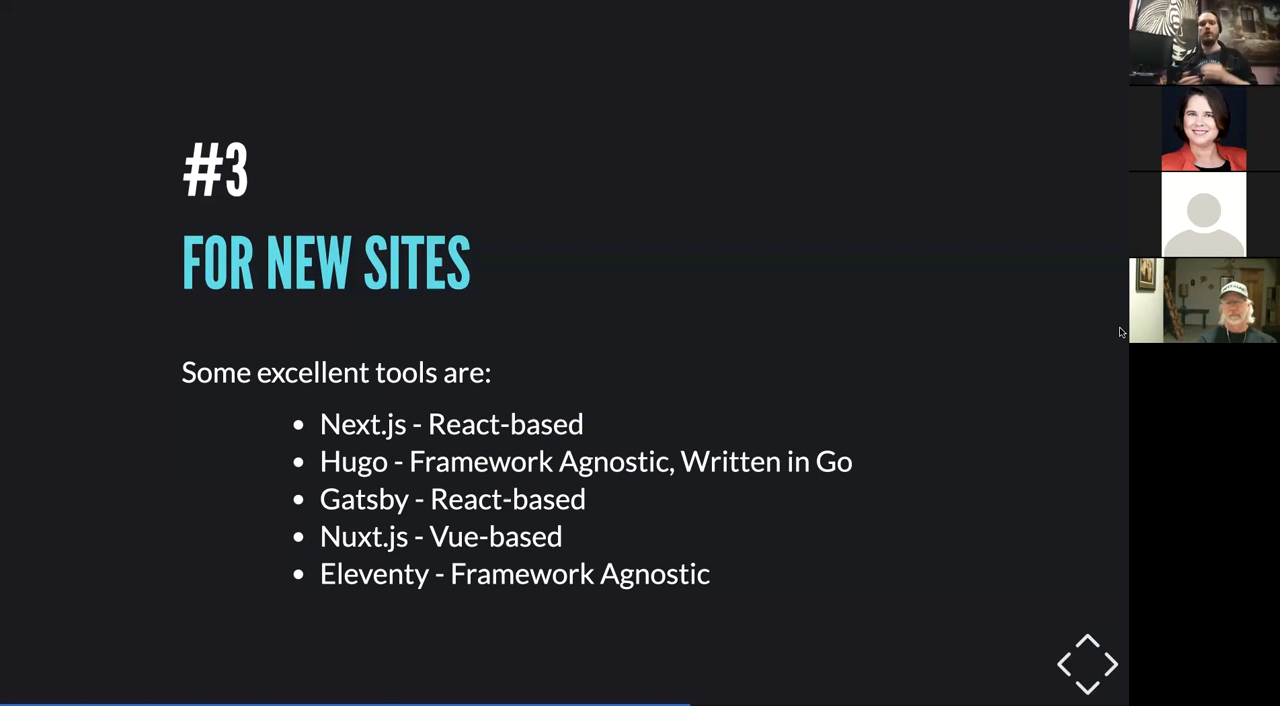 #3
FOR NEW SITES
Some excellent tools are:
• Next.js - React-based
• Hugo - Framework Agnostic, Written in Go
• Gatsby - React-based
• Nuxt.js - Vue-based
• Eleventy - Framework Agnostic